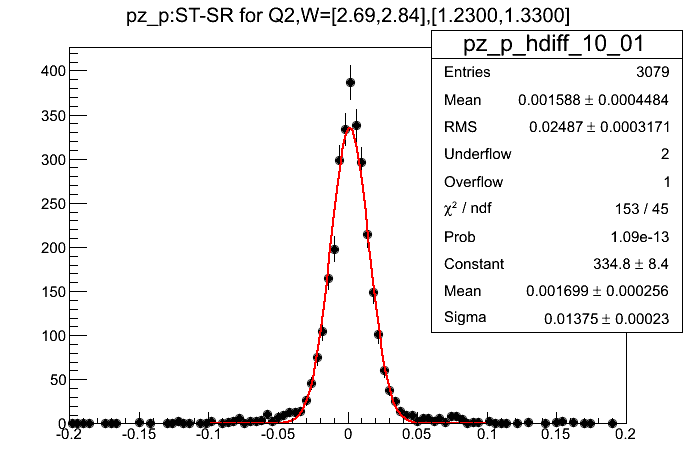 pz_p:ST-SR for Q2,W=[2.69,2.84],[1.2300,1.3300]
pz_p_hdiff_10_01
Entries 3079
Mean 0.001588 ± 0.0004484
RMS 0.02487 ± 0.0003171
Underflow 2
Overflow 1
χ² / ndf 153 / 45
Prob 1.09e-13
Constant 334.8 ± 8.4
Mean 0.001699 ± 0.000256
Sigma 0.01375 ± 0.00023
400
350
300
250
200
150
100
50
0
-0.2 -0.15 -0.1 -0.05 0 0.05 0.1 0.15 0.2